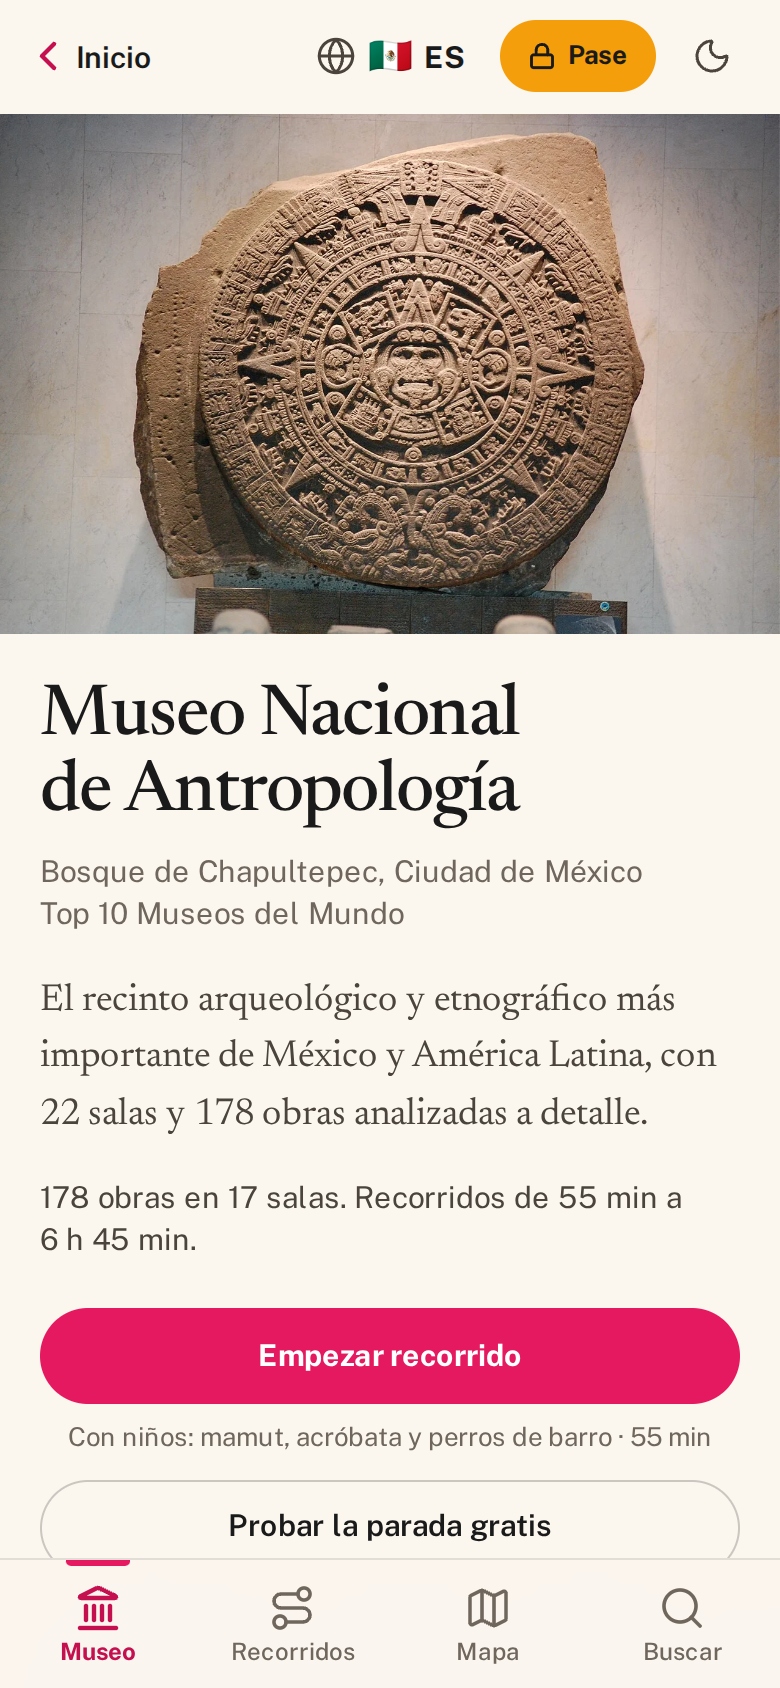 Inicio
ES
Pase
Museo Nacional
de Antropología
Bosque de Chapultepec, Ciudad de México
Top 10 Museos del Mundo
El recinto arqueológico y etnográfico más
importante de México y América Latina, con
22 salas y 178 obras analizadas a detalle.
178 obras en 17 salas. Recorridos de 55 min a
6 h 45 min.
Empezar recorrido
Con niños: mamut, acróbata y perros de barro · 55 min
Probar la parada gratis
Museo
Recorridos
Mapa
Buscar